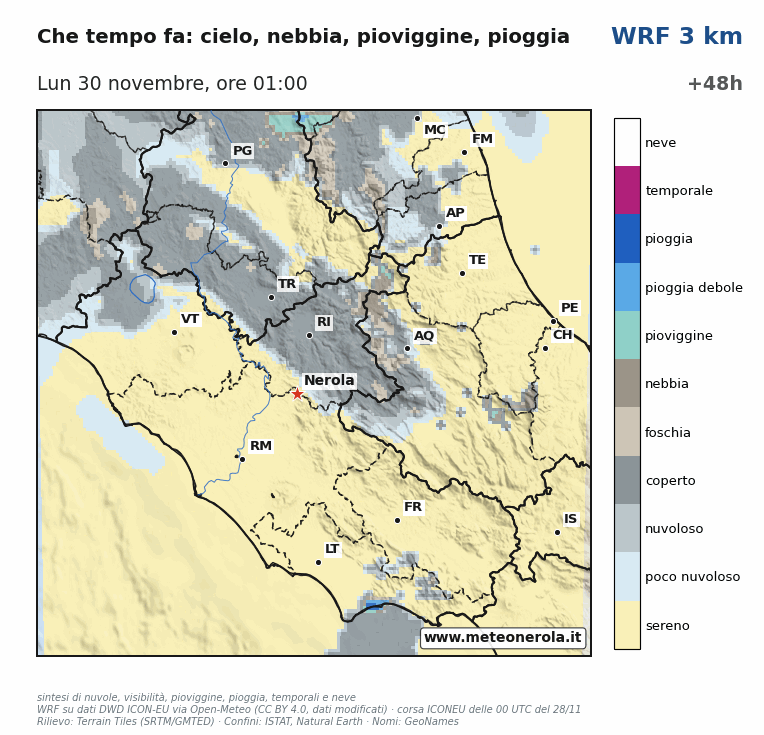 Che tempo fa: cielo, nebbia, pioviggine, pioggia
WRF 3 km
Lun 30 novembre, ore 01:00
+48h
MC
FM
PG
AP
TE
TR
PE
VT
RI
AQ
CH
Nerola
RM
FR
IS
LT
www.meteonerola.it
neve
temporale
pioggia
pioggia debole
pioviggine
nebbia
foschia
coperto
nuvoloso
poco nuvoloso
sereno
sintesi di nuvole, visibilità, pioviggine, pioggia, temporali e neve
WRF su dati DWD ICON-EU via Open-Meteo (CC BY 4.0, dati modificati) · corsa ICONEU delle 00 UTC del 28/11
Rilievo: Terrain Tiles (SRTM/GMTED) · Confini: ISTAT, Natural Earth · Nomi: GeoNames